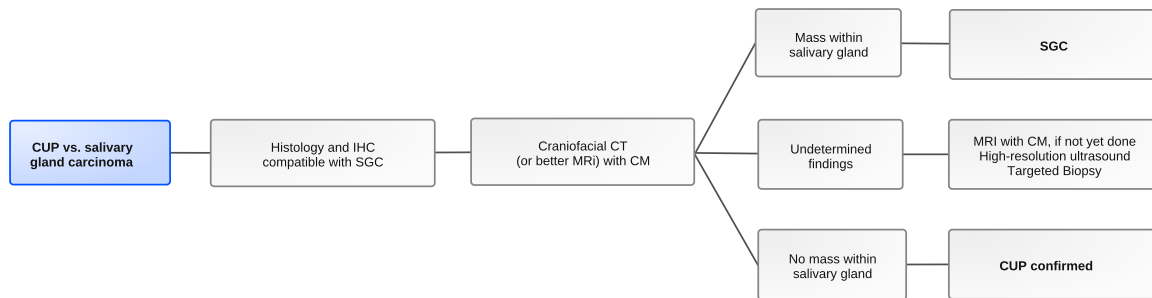 CUP vs. salivary
gland carcinoma
Histology and IHC
compatible with SGC
Craniofacial CT
(or better MRi) with CM
Mass within
salivary gland
SGC
Undetermined
findings
MRI with CM, if not yet done
High-resolution ultrasound
Targeted Biopsy
No mass within
salivary gland
CUP confirmed